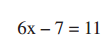 6x – 7 = 11